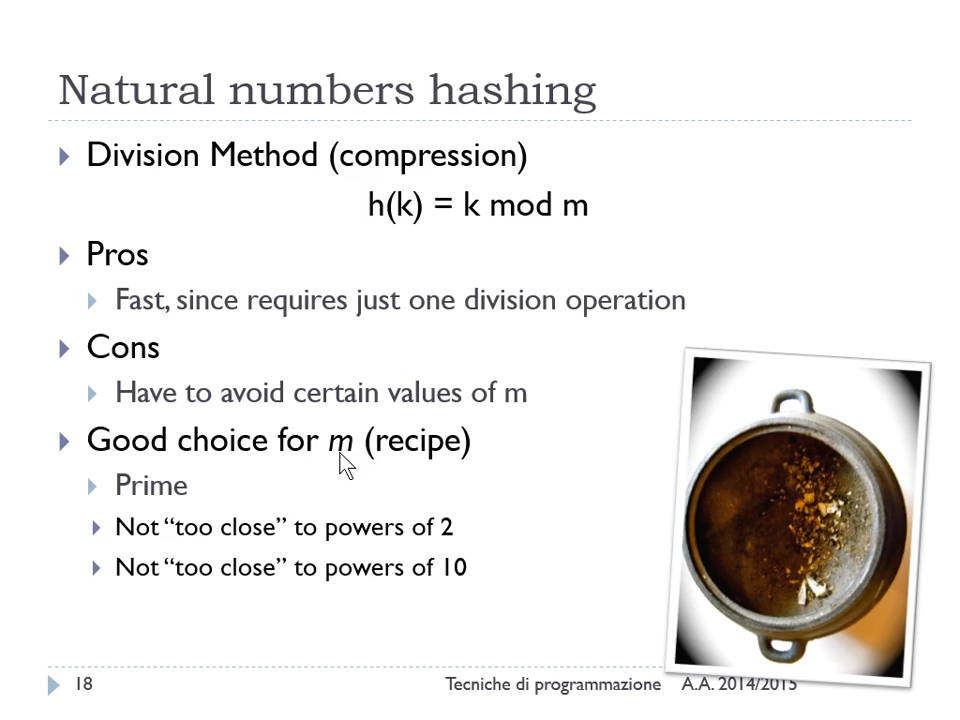 Natural numbers hashing
Division Method (compression)
h(k) = k mod m
Pros
Fast, since requires just one division operation
Cons
Have to avoid certain values of m
Good choice for m (recipe)
Prime
Not “too close” to powers of 2
Not “too close” to powers of 10
18 Tecniche di programmazione A.A. 2014/2015